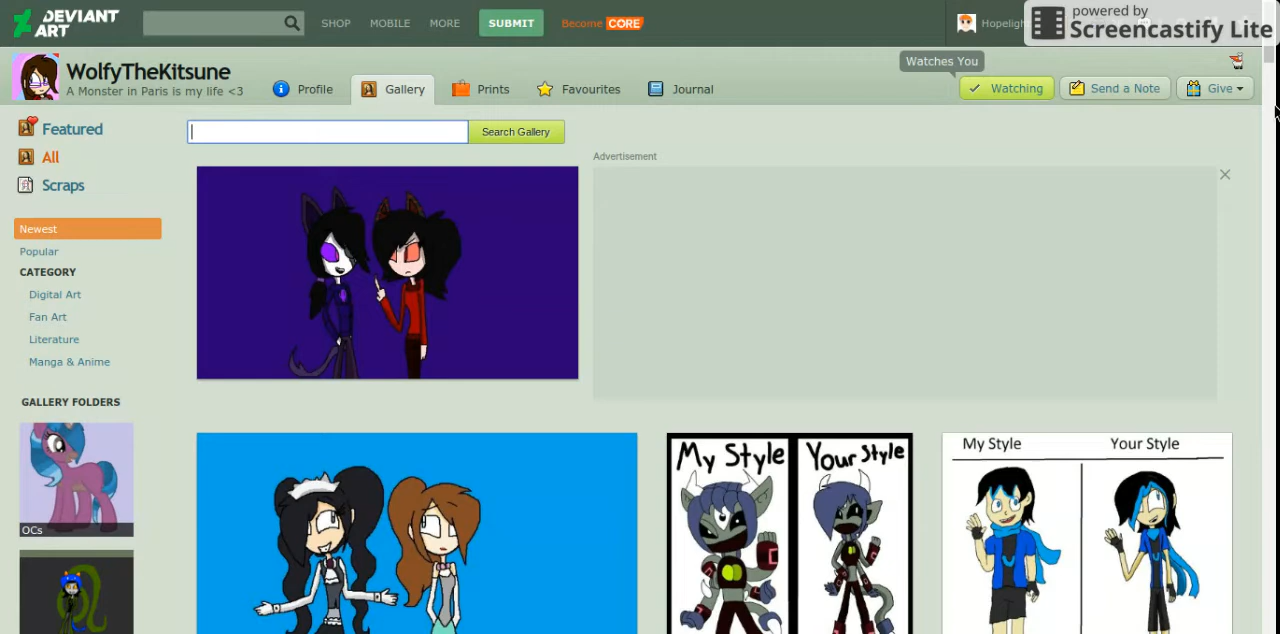 DEVIANT ART
SHOP
MOBILE
MORE
SUBMIT
Become CORE
Hopeligh
powered by
Screencastify Lite
WolfyTheKitsune
A Monster in Paris is my life <3
Profile
Gallery
Prints
Favourites
Journal
Watches You
Watching
Send a Note
Give
Featured
All
Scraps
Search Gallery
Advertisement
Newest
Popular
CATEGORY
Digital Art
Fan Art
Literature
Manga & Anime
GALLERY FOLDERS
OCs
My Style
Your Style
My Style
Your Style